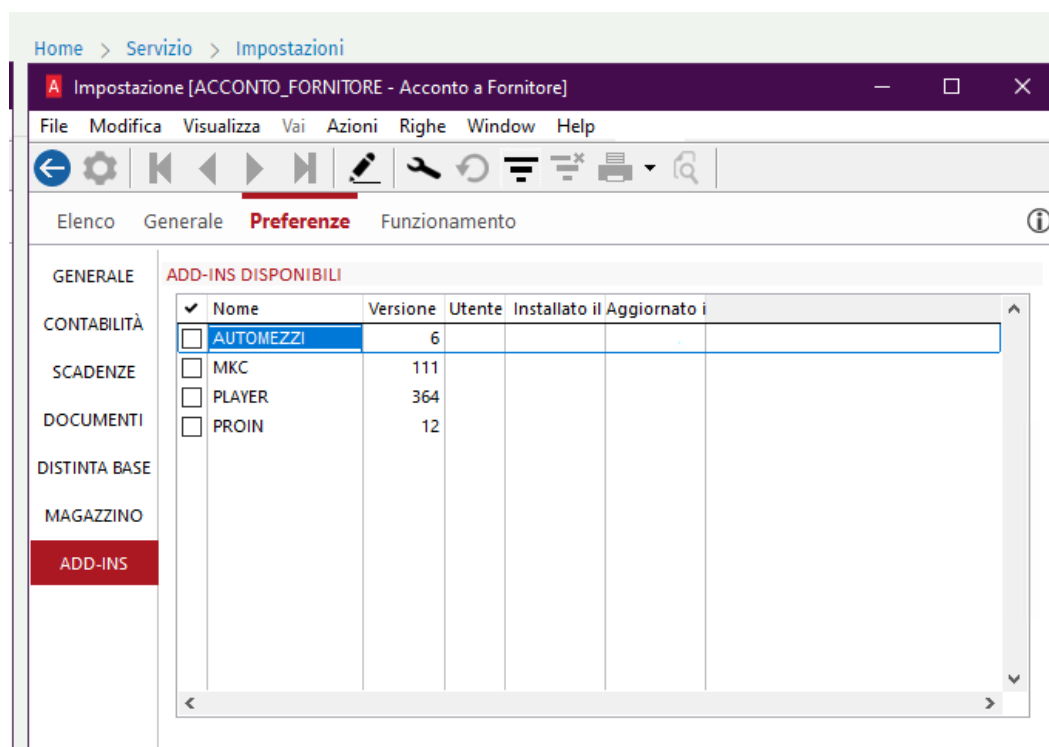 Home > Servizio > Impostazioni
A Impostazione [ACCONTO_FORNITORE - Acconto a Fornitore]
File Modifica Visualizza Vai Azioni Righe Window Help
Elenco Generale Preferenze Funzionamento
GENERALE
CONTABILITÀ
SCADENZE
DOCUMENTI
DISTINTA BASE
MAGAZZINO
ADD-INS
ADD-INS DISPONIBILI
Nome Versione Utente Installato il Aggiornato i
AUTOMEZZI 6
MKC 111
PLAYER 364
PROIN 12